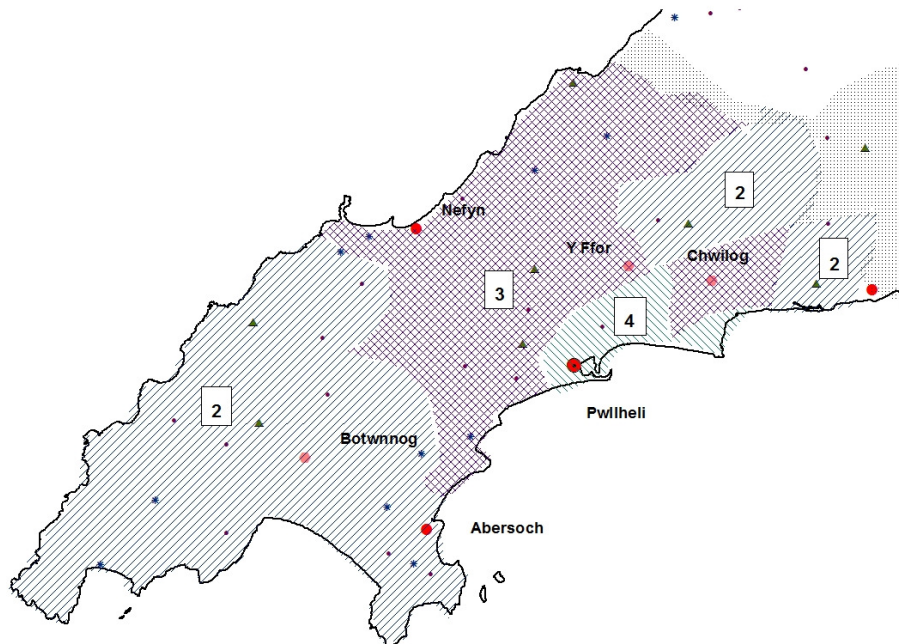 2
Nefyn
Y Ffor
Chwilog
2
3
4
2
Pwllheli
Botwnnog
Abersoch